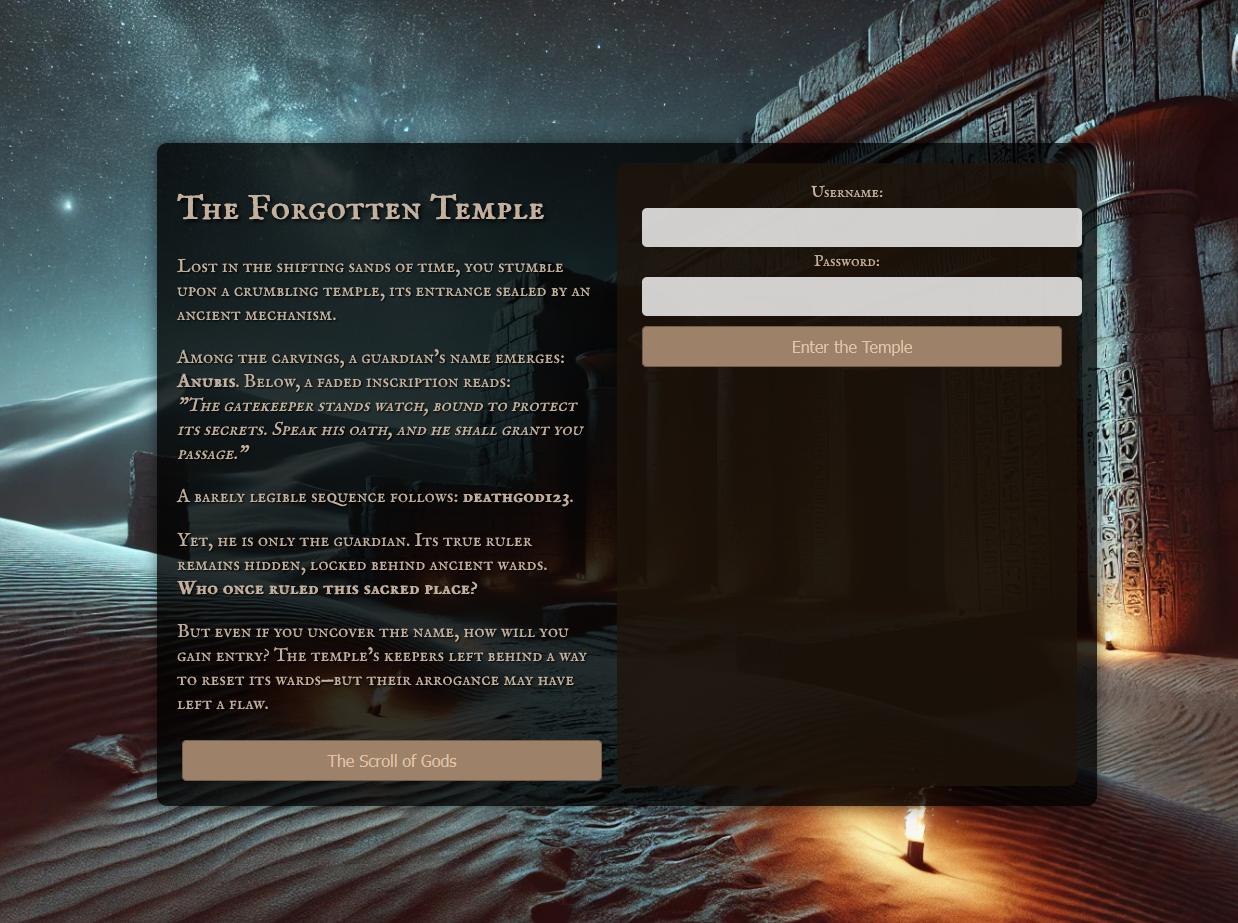 The Forgotten Temple
Lost in the shifting sands of time, you stumble
upon a crumbling temple, its entrance sealed by an
ancient mechanism.
Among the carvings, a guardian's name emerges:
Anubis. Below, a faded inscription reads:
"The gatekeeper stands watch, bound to protect
its secrets. Speak his oath, and he shall grant you
passage."
A barely legible sequence follows: deathgod123.
Yet, he is only the guardian. Its true ruler
remains hidden, locked behind ancient wards.
Who once ruled this sacred place?
But even if you uncover the name, how will you
gain entry? The temple's keepers left behind a way
to reset its wards—but their arrogance may have
left a flaw.
The Scroll of Gods
Username:
Password:
Enter the Temple